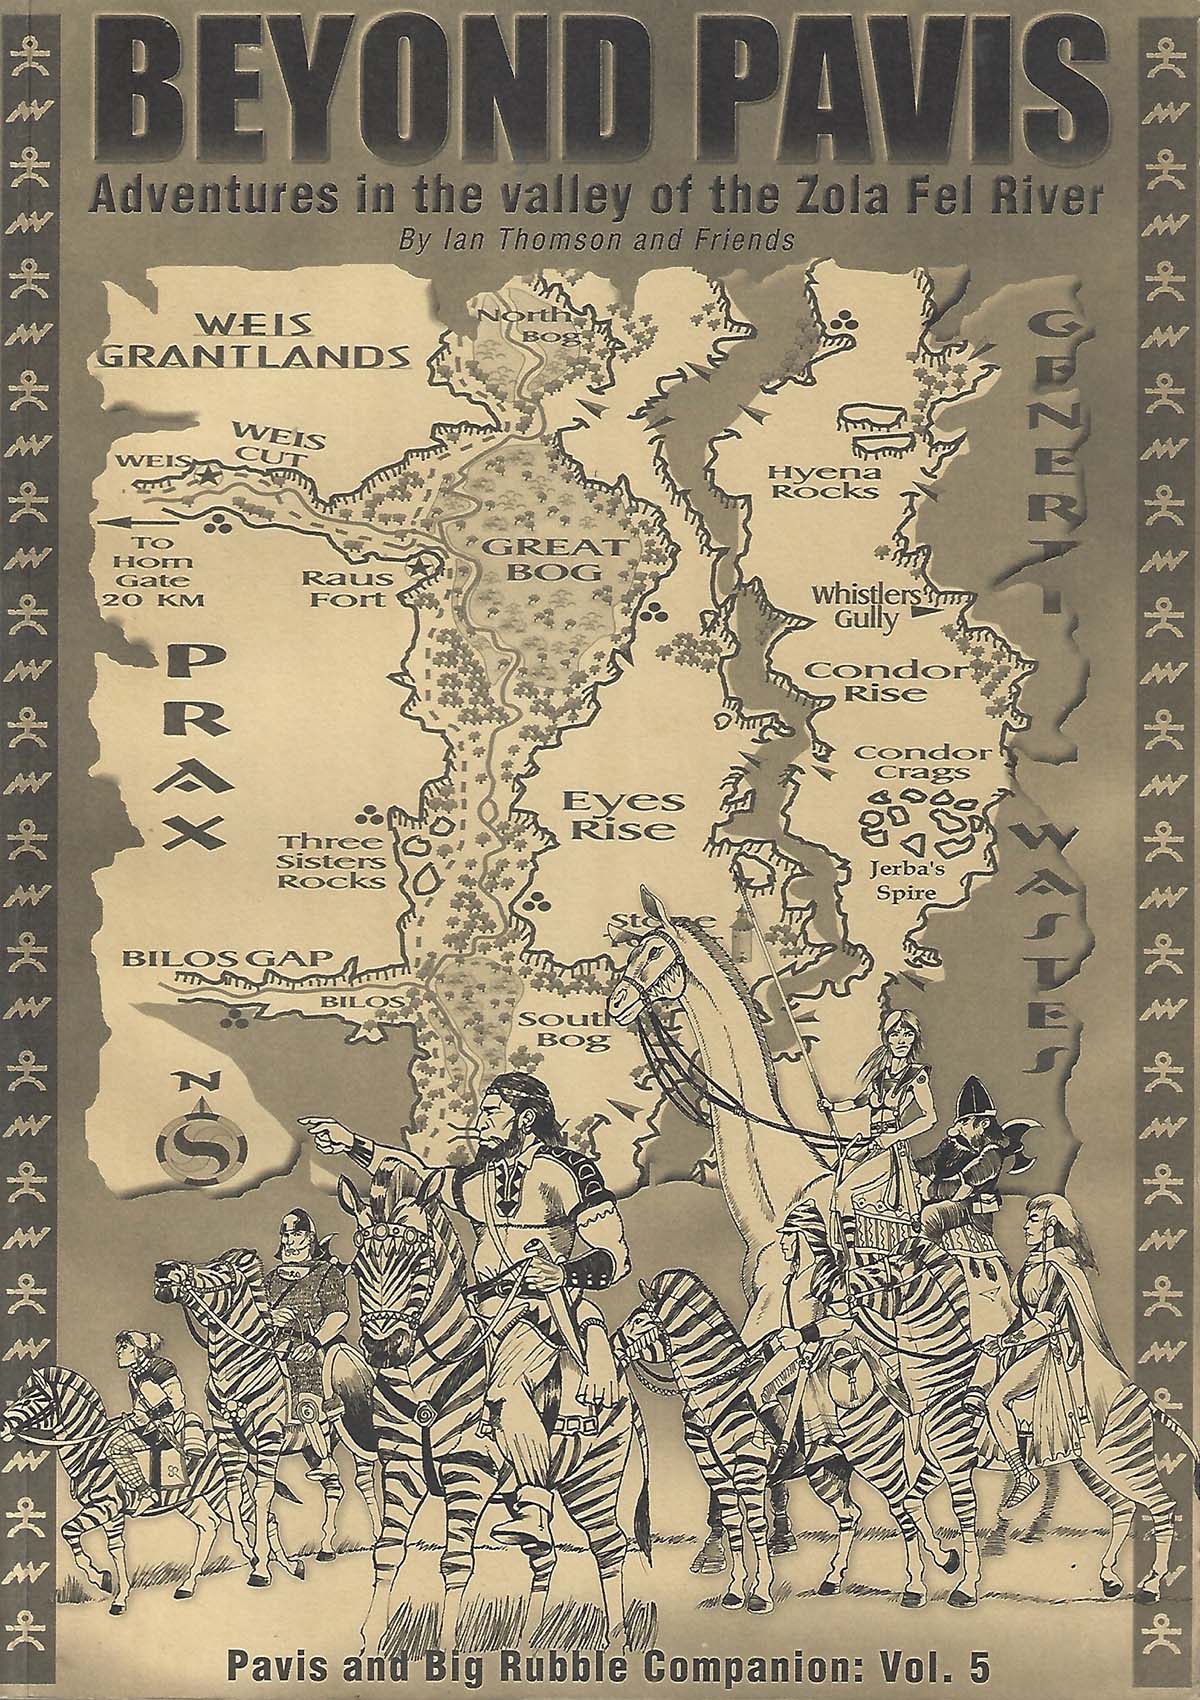 BEYOND PAVIS
Adventures in the valley of the Zola Fel River
By Ian Thomson and Friends
WEIS
GRANTLANDS
North
Bog
GENERT
WASTES
WEIS
CUT
WEIS
Hyena
Rocks
To
Horn
Gate
20 KM
GREAT
BOG
Raus
Fort
Whistlers
Gully
PRAX
Condor
Rise
Condor
Crags
Eyes
Rise
Three
Sisters
Rocks
Jerba's
Spire
Stone
BILOS GAP
BILOS
South
Bog
N
Pavis and Big Rubble Companion: Vol. 5